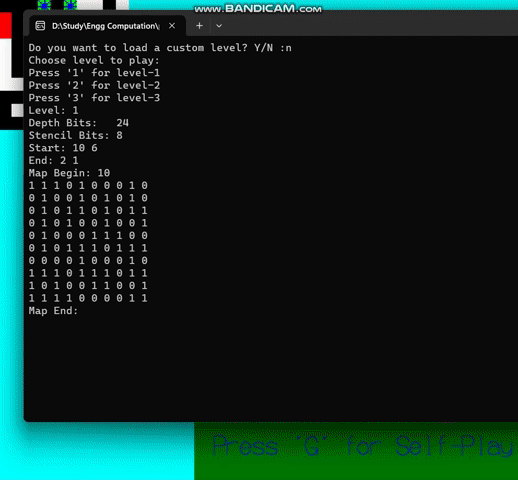 www.BANDICAM.com
D:\Study\Engg Computation\
Do you want to load a custom level? Y/N :n
Choose level to play:
Press '1' for level-1
Press '2' for level-2
Press '3' for level-3
Level: 1
Depth Bits:   24
Stencil Bits: 8
Start: 10 6
End: 2 1
Map Begin: 10
1 1 1 0 1 0 0 0 1 0
0 1 0 0 1 0 1 0 1 0
0 1 0 1 1 0 1 0 1 1
0 1 0 1 0 0 1 0 0 1
0 1 0 0 0 1 1 1 0 0
0 1 0 1 1 1 0 1 1 1
0 0 0 0 1 0 0 0 1 0
1 1 1 0 1 1 1 0 1 1
1 0 1 0 0 1 1 0 0 1
1 1 1 1 0 0 0 0 1 1
Map End:
Press "G" for Self-Play